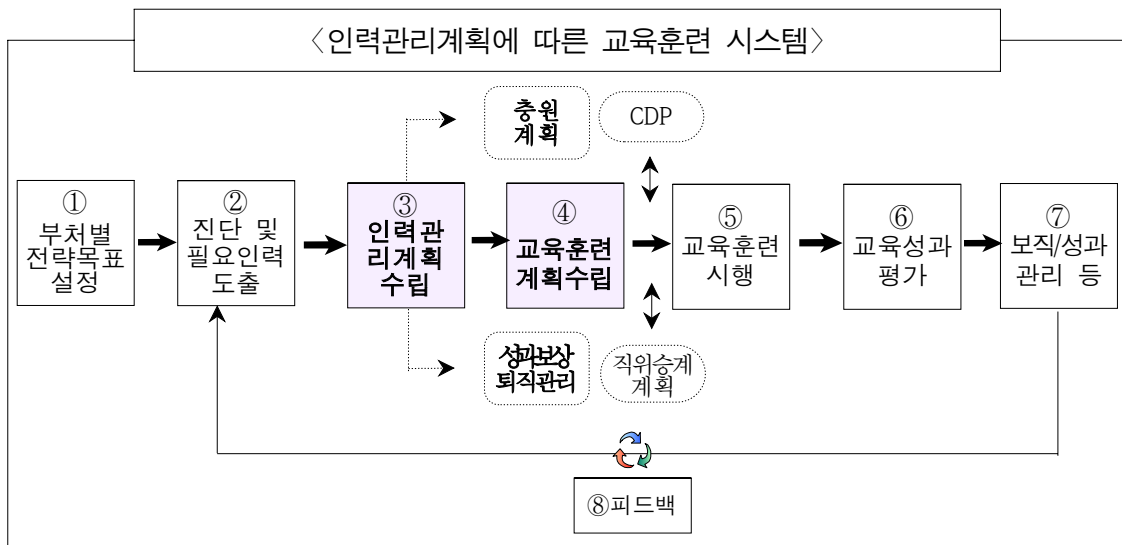 <인력관리계획에 따른 교육훈련 시스템>
충원
계획
CDP
①
부처별
전략목표
설정
②
진단 및
필요인력
도출
③
인력관
리계획
수립
④
교육훈련
계획수립
⑤
교육훈련
시행
⑥
교육성과
평가
⑦
보직/성과
관리 등
성과보상
퇴직관리
직위승계
계획
⑧피드백